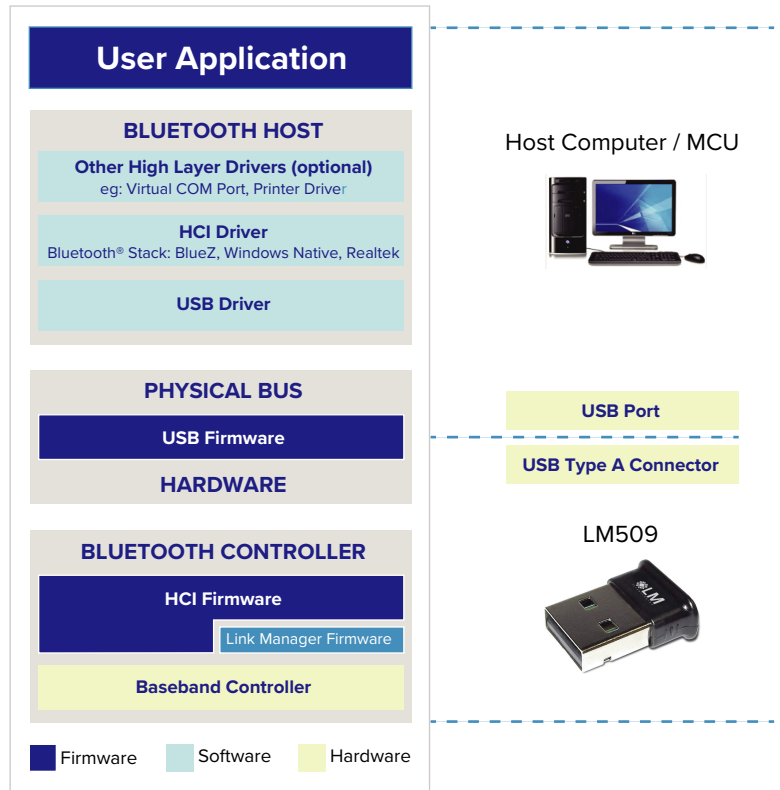 User Application
BLUETOOTH HOST
Other High Layer Drivers (optional)
eg: Virtual COM Port, Printer Driver
HCI Driver
Bluetooth® Stack: BlueZ, Windows Native, Realtek
USB Driver
PHYSICAL BUS
USB Firmware
HARDWARE
BLUETOOTH CONTROLLER
HCI Firmware
Link Manager Firmware
Baseband Controller
Firmware
Software
Hardware
Host Computer / MCU
USB Port
USB Type A Connector
LM509
LM